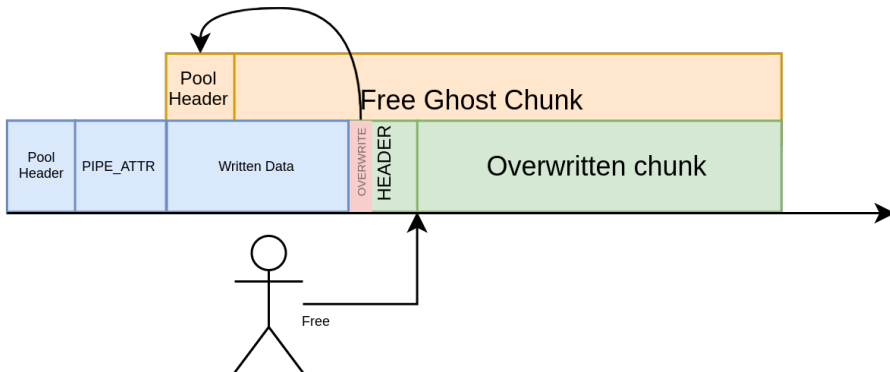 Pool
Header
Free Ghost Chunk
Pool
Header
PIPE_ATTR
Written Data
OVERWRITE
HEADER
Overwritten chunk
Free